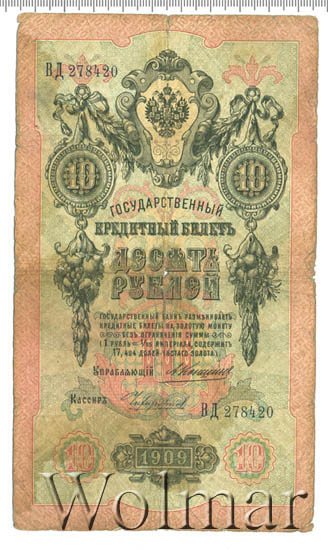 ВД 278420
10 10
ГОСУДАРСТВЕННЫЙ
КРЕДИТНЫЙ БИЛЕТЪ
ДЕСЯТЬ
РУБЛЕЙ
ГОСУДАРСТВЕННЫЙ БАНКЪ РАЗМѢНИВАЕТЪ
КРЕДИТНЫЕ БИЛЕТЫ НА ЗОЛОТУЮ МОНЕТУ
БЕЗЪ ОГРАНИЧЕНІЯ СУММЫ
(1 РУБЛЬ = 1/15 ИМПЕРІАЛА, СОДЕРЖИТЪ
17,424 ДОЛЕЙ ЧИСТАГО ЗОЛОТА).
УПРАВЛЯЮЩІЙ
КАССИРЪ
ВД 278420
10 1909 10
Wolmar